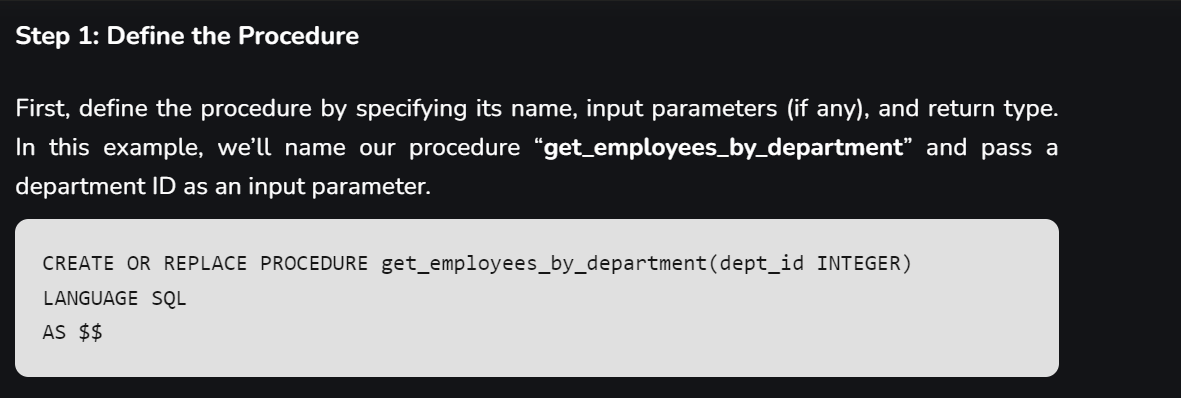 Step 1: Define the Procedure
First, define the procedure by specifying its name, input parameters (if any), and return type.
In this example, we’ll name our procedure “get_employees_by_department” and pass a
department ID as an input parameter.
CREATE OR REPLACE PROCEDURE get_employees_by_department(dept_id INTEGER)
LANGUAGE SQL
AS $$